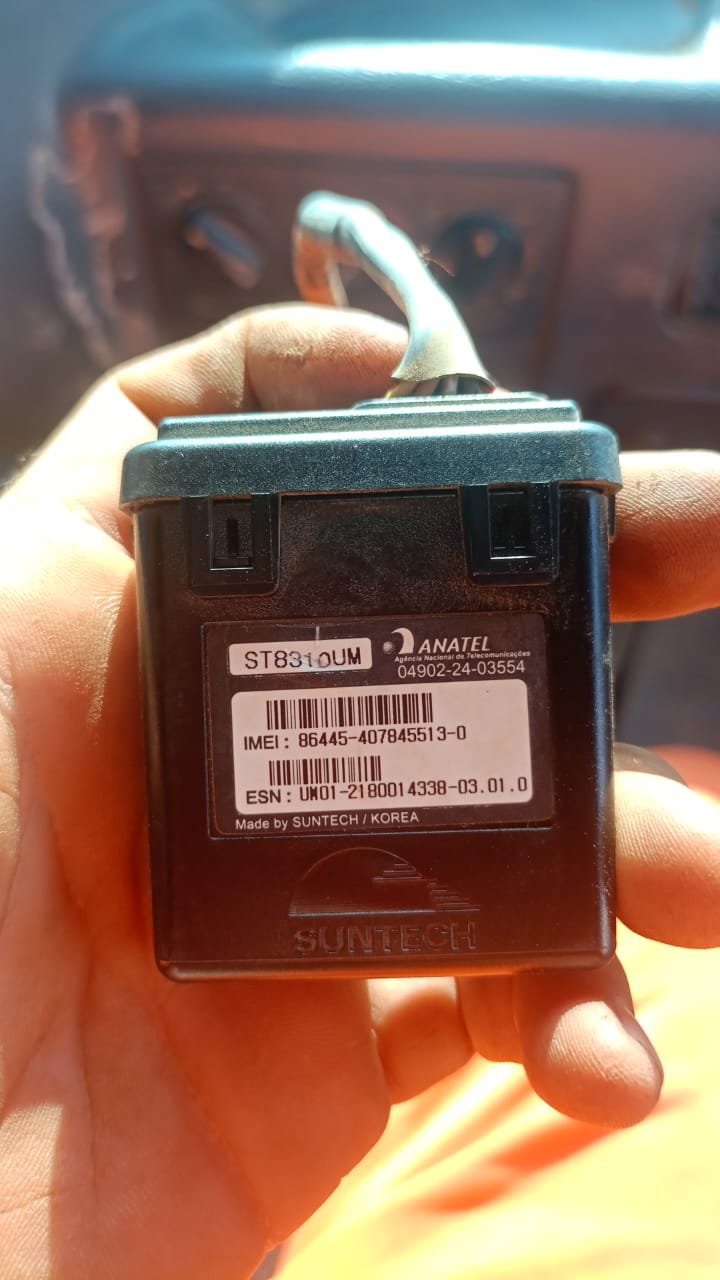 ST8310UM
ANATEL
Agência Nacional de Telecomunicações
04902-24-03554
IMEI : 86445-407845513-0
ESN : UW01-2180014338-03.01.0
Made by SUNTECH / KOREA
SUNTECH